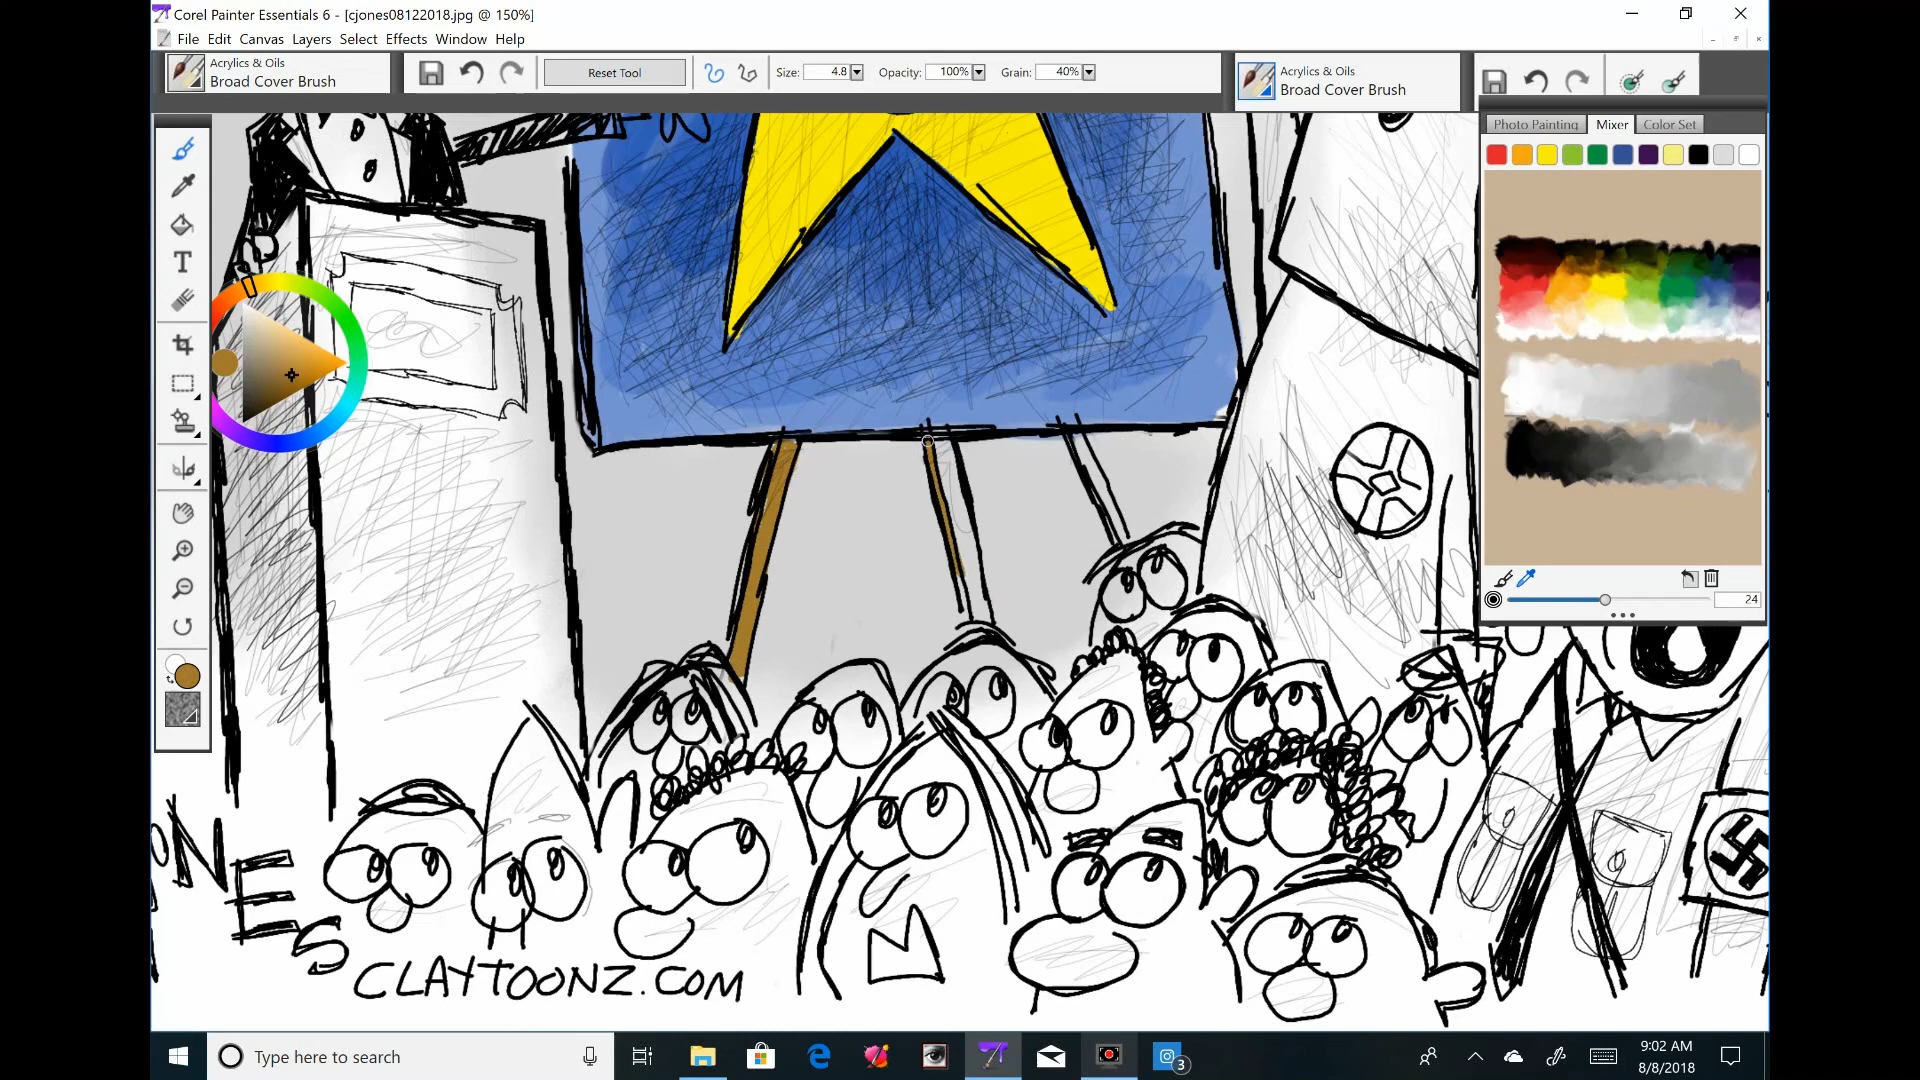 Corel Painter Essentials 6 - [cjones08122018.jpg @ 150%]
File Edit Canvas Layers Select Effects Window Help
Acrylics & Oils
Broad Cover Brush
Reset Tool
Size: 4.8
Opacity: 100%
Grain: 40%
Acrylics & Oils
Broad Cover Brush
Photo Painting Mixer Color Set
24
ONES
CLAYTOONZ.COM
Type here to search
3
9:02 AM
8/8/2018